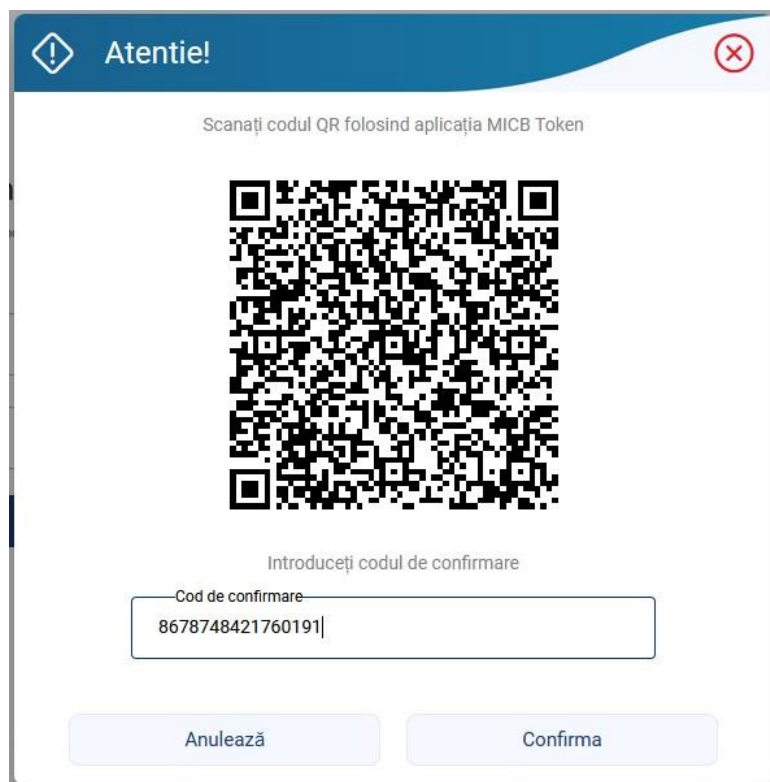 Atentie!
Scanați codul QR folosind aplicația MICB Token
Introduceți codul de confirmare
Cod de confirmare
8678748421760191
Anulează
Confirma